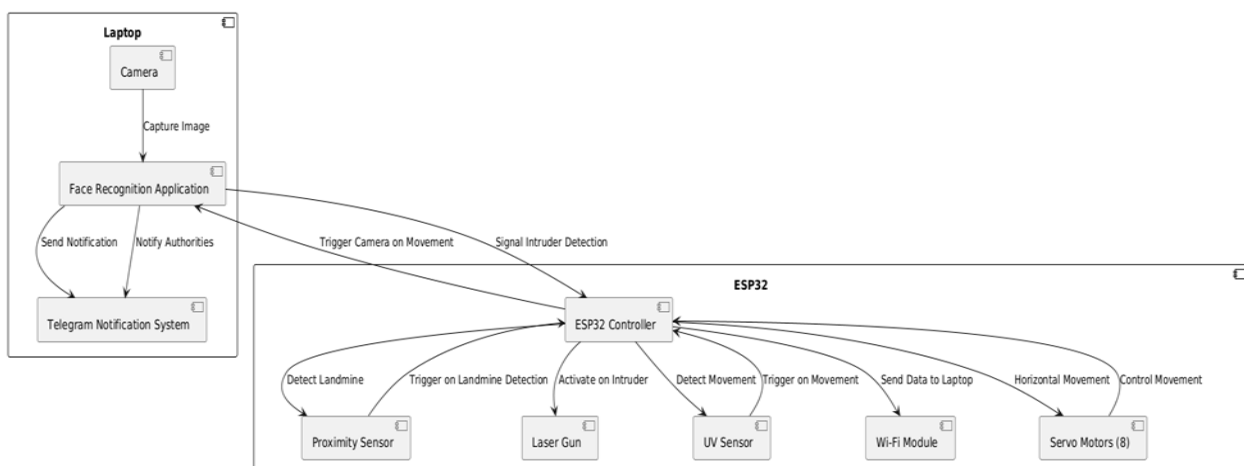 Laptop
Camera
Capture Image
Face Recognition Application
Send Notification
Notify Authorities
Trigger Camera on Movement
Signal Intruder Detection
Telegram Notification System
ESP32
ESP32 Controller
Detect Landmine
Trigger on Landmine Detection
Activate on Intruder
Detect Movement
Trigger on Movement
Send Data to Laptop
Horizontal Movement
Control Movement
Proximity Sensor
Laser Gun
UV Sensor
Wi-Fi Module
Servo Motors (8)